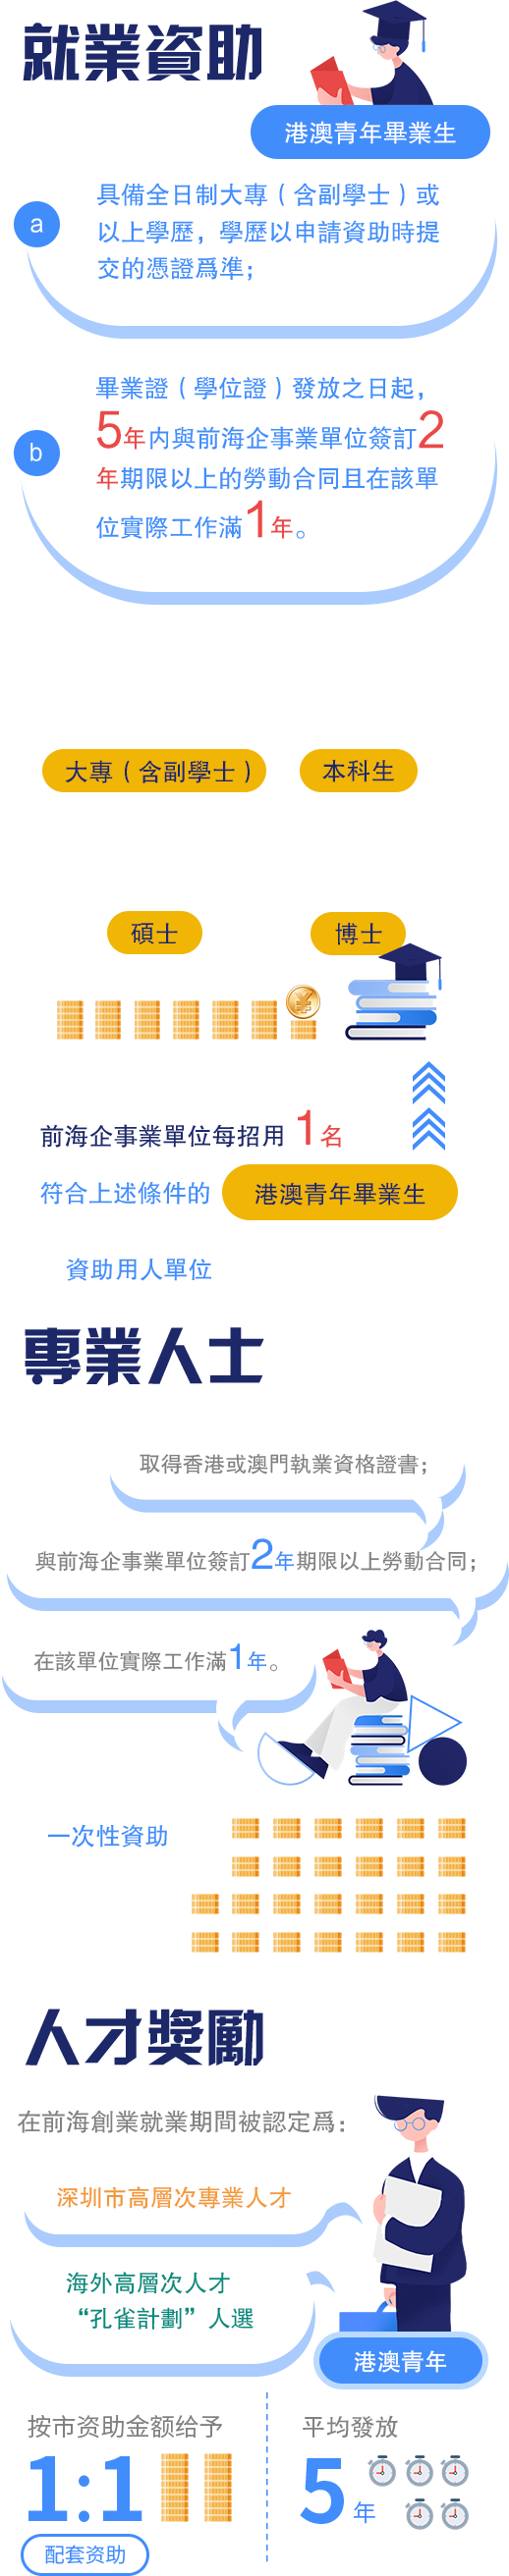 就業資助
港澳青年畢業生
a
具備全日制大專（含副學士）或
以上學歷，學歷以申請資助時提
交的憑證爲準；
b
畢業證（學位證）發放之日起，
5年内與前海企事業單位簽訂2
年期限以上的勞動合同且在該單
位實際工作滿1年。
大專（含副學士） 本科生
碩士 博士
前海企事業單位每招用 1名
符合上述條件的 港澳青年畢業生
資助用人單位
專業人士
取得香港或澳門執業資格證書；
與前海企事業單位簽訂2年期限以上勞動合同；
在該單位實際工作滿1年。
一次性資助
人才獎勵
在前海創業就業期間被認定爲：
深圳市高層次專業人才
海外高層次人才
“孔雀計劃”人選
港澳青年
按市资助金额给予
1:1
配套资助
平均發放
5年